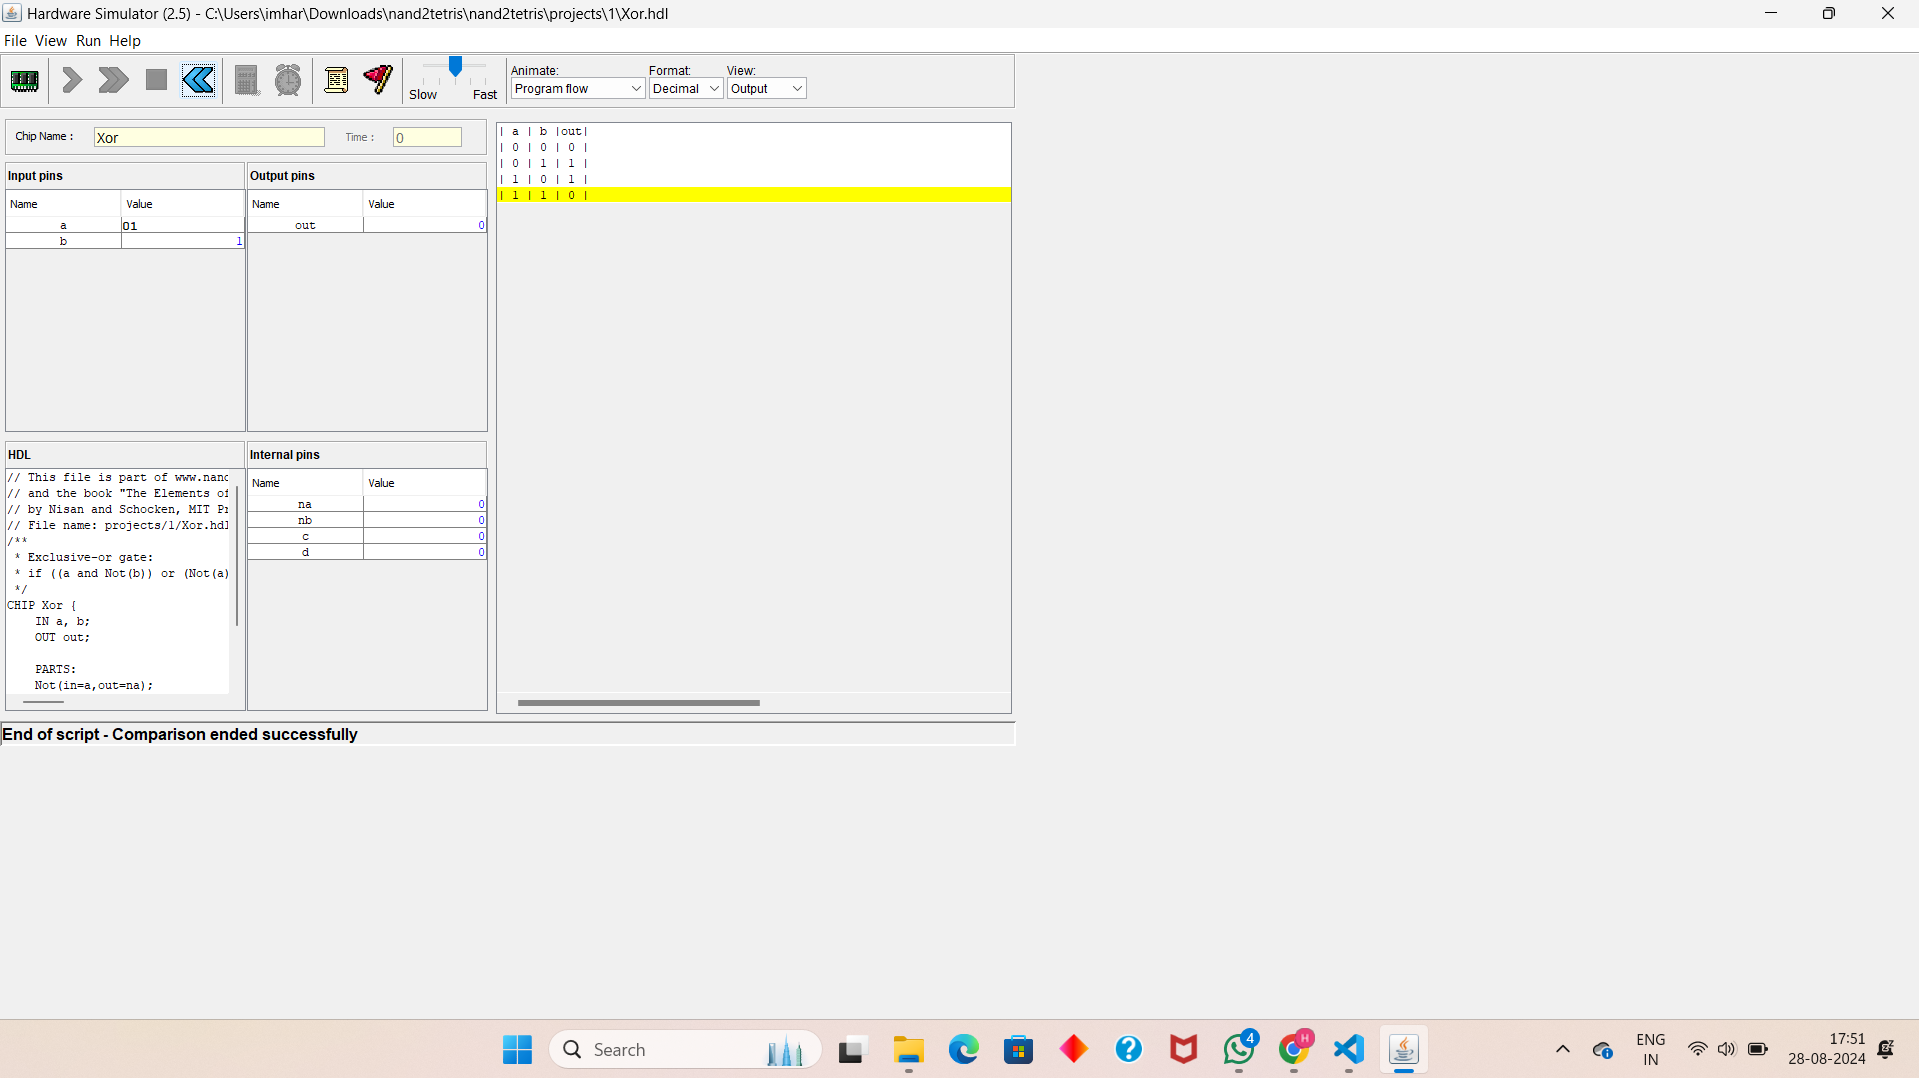 Hardware Simulator (2.5) - C:\Users\imhar\Downloads\nand2tetris\nand2tetris\projects\1\Xor.hdl
File View Run Help
Slow Fast
Animate: Format: View:
Program flow Decimal Output
Chip Name : Xor Time : 0
Input pins
Name Value
a 01
b 1
Output pins
Name Value
out 0
| a | b |out|
| 0 | 0 | 0 |
| 0 | 1 | 1 |
| 1 | 0 | 1 |
| 1 | 1 | 0 |
HDL
// This file is part of www.nand
// and the book "The Elements of
// by Nisan and Schocken, MIT Pr
// File name: projects/1/Xor.hdl
/**
* Exclusive-or gate:
* if ((a and Not(b)) or (Not(a)
*/
CHIP Xor {
IN a, b;
OUT out;
PARTS:
Not(in=a,out=na);
Internal pins
Name Value
na 0
nb 0
c 0
d 0
End of script - Comparison ended successfully
Search
4
H
ENG
IN
17:51
28-08-2024